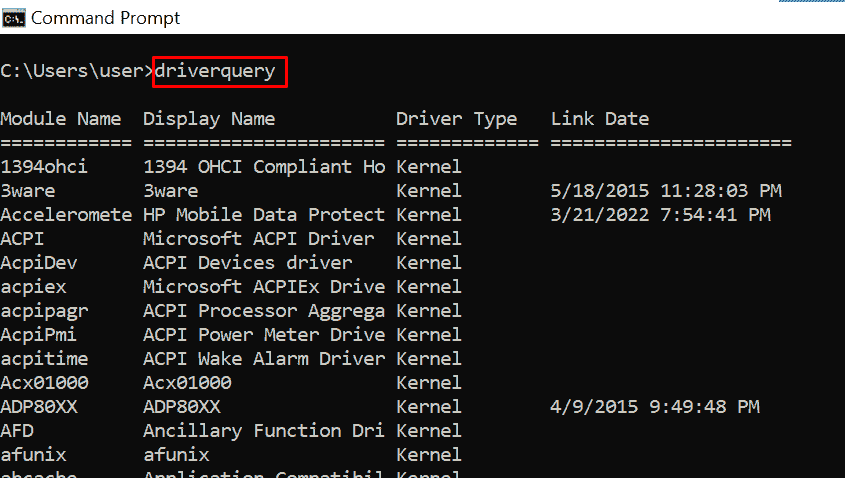 Command Prompt
C:\Users\user>driverquery
Module Name  Display Name           Driver Type   Link Date
============ ====================== ============= ======================
1394ohci     1394 OHCI Compliant Ho Kernel
3ware        3ware                  Kernel        5/18/2015 11:28:03 PM
Acceleromete HP Mobile Data Protect Kernel        3/21/2022 7:54:41 PM
ACPI         Microsoft ACPI Driver  Kernel
AcpiDev      ACPI Devices driver    Kernel
acpiex       Microsoft ACPIEx Drive Kernel
acpipagr     ACPI Processor Aggrega Kernel
AcpiPmi      ACPI Power Meter Drive Kernel
acpitime     ACPI Wake Alarm Driver Kernel
Acx01000     Acx01000               Kernel
ADP80XX      ADP80XX                Kernel        4/9/2015 9:49:48 PM
AFD          Ancillary Function Dri Kernel
afunix       afunix                 Kernel
ahcache      Application Compatibil Kernel